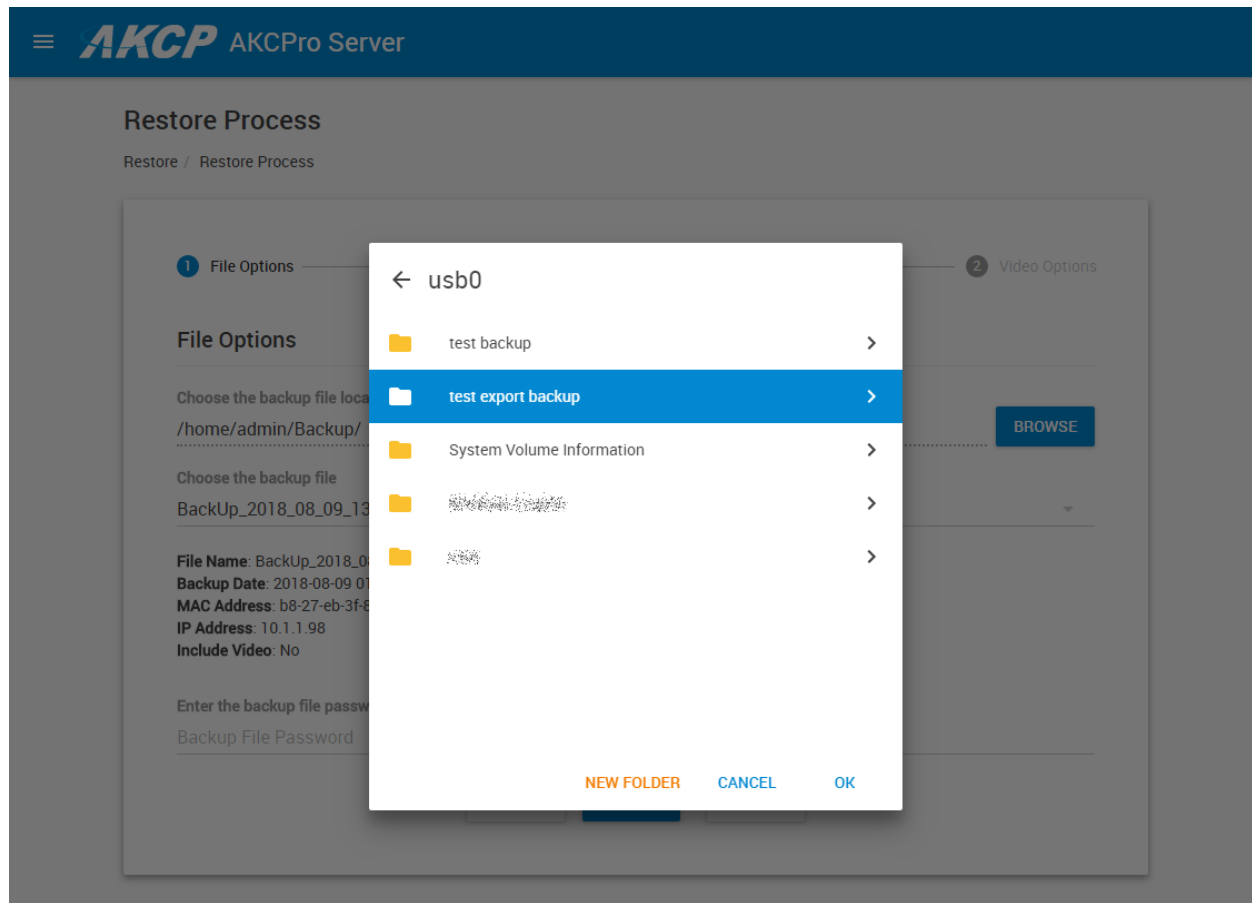 AKCP AKCPro Server
Restore Process
Restore / Restore Process
1 File Options
2 Video Options
File Options
Choose the backup file loca
/home/admin/Backup/
BROWSE
Choose the backup file
BackUp_2018_08_09_13
File Name: BackUp_2018_0
Backup Date: 2018-08-09 01
MAC Address: b8-27-eb-3f-8
IP Address: 10.1.1.98
Include Video: No
Enter the backup file passw
Backup File Password
usb0
test backup
test export backup
System Volume Information
NEW FOLDER CANCEL OK